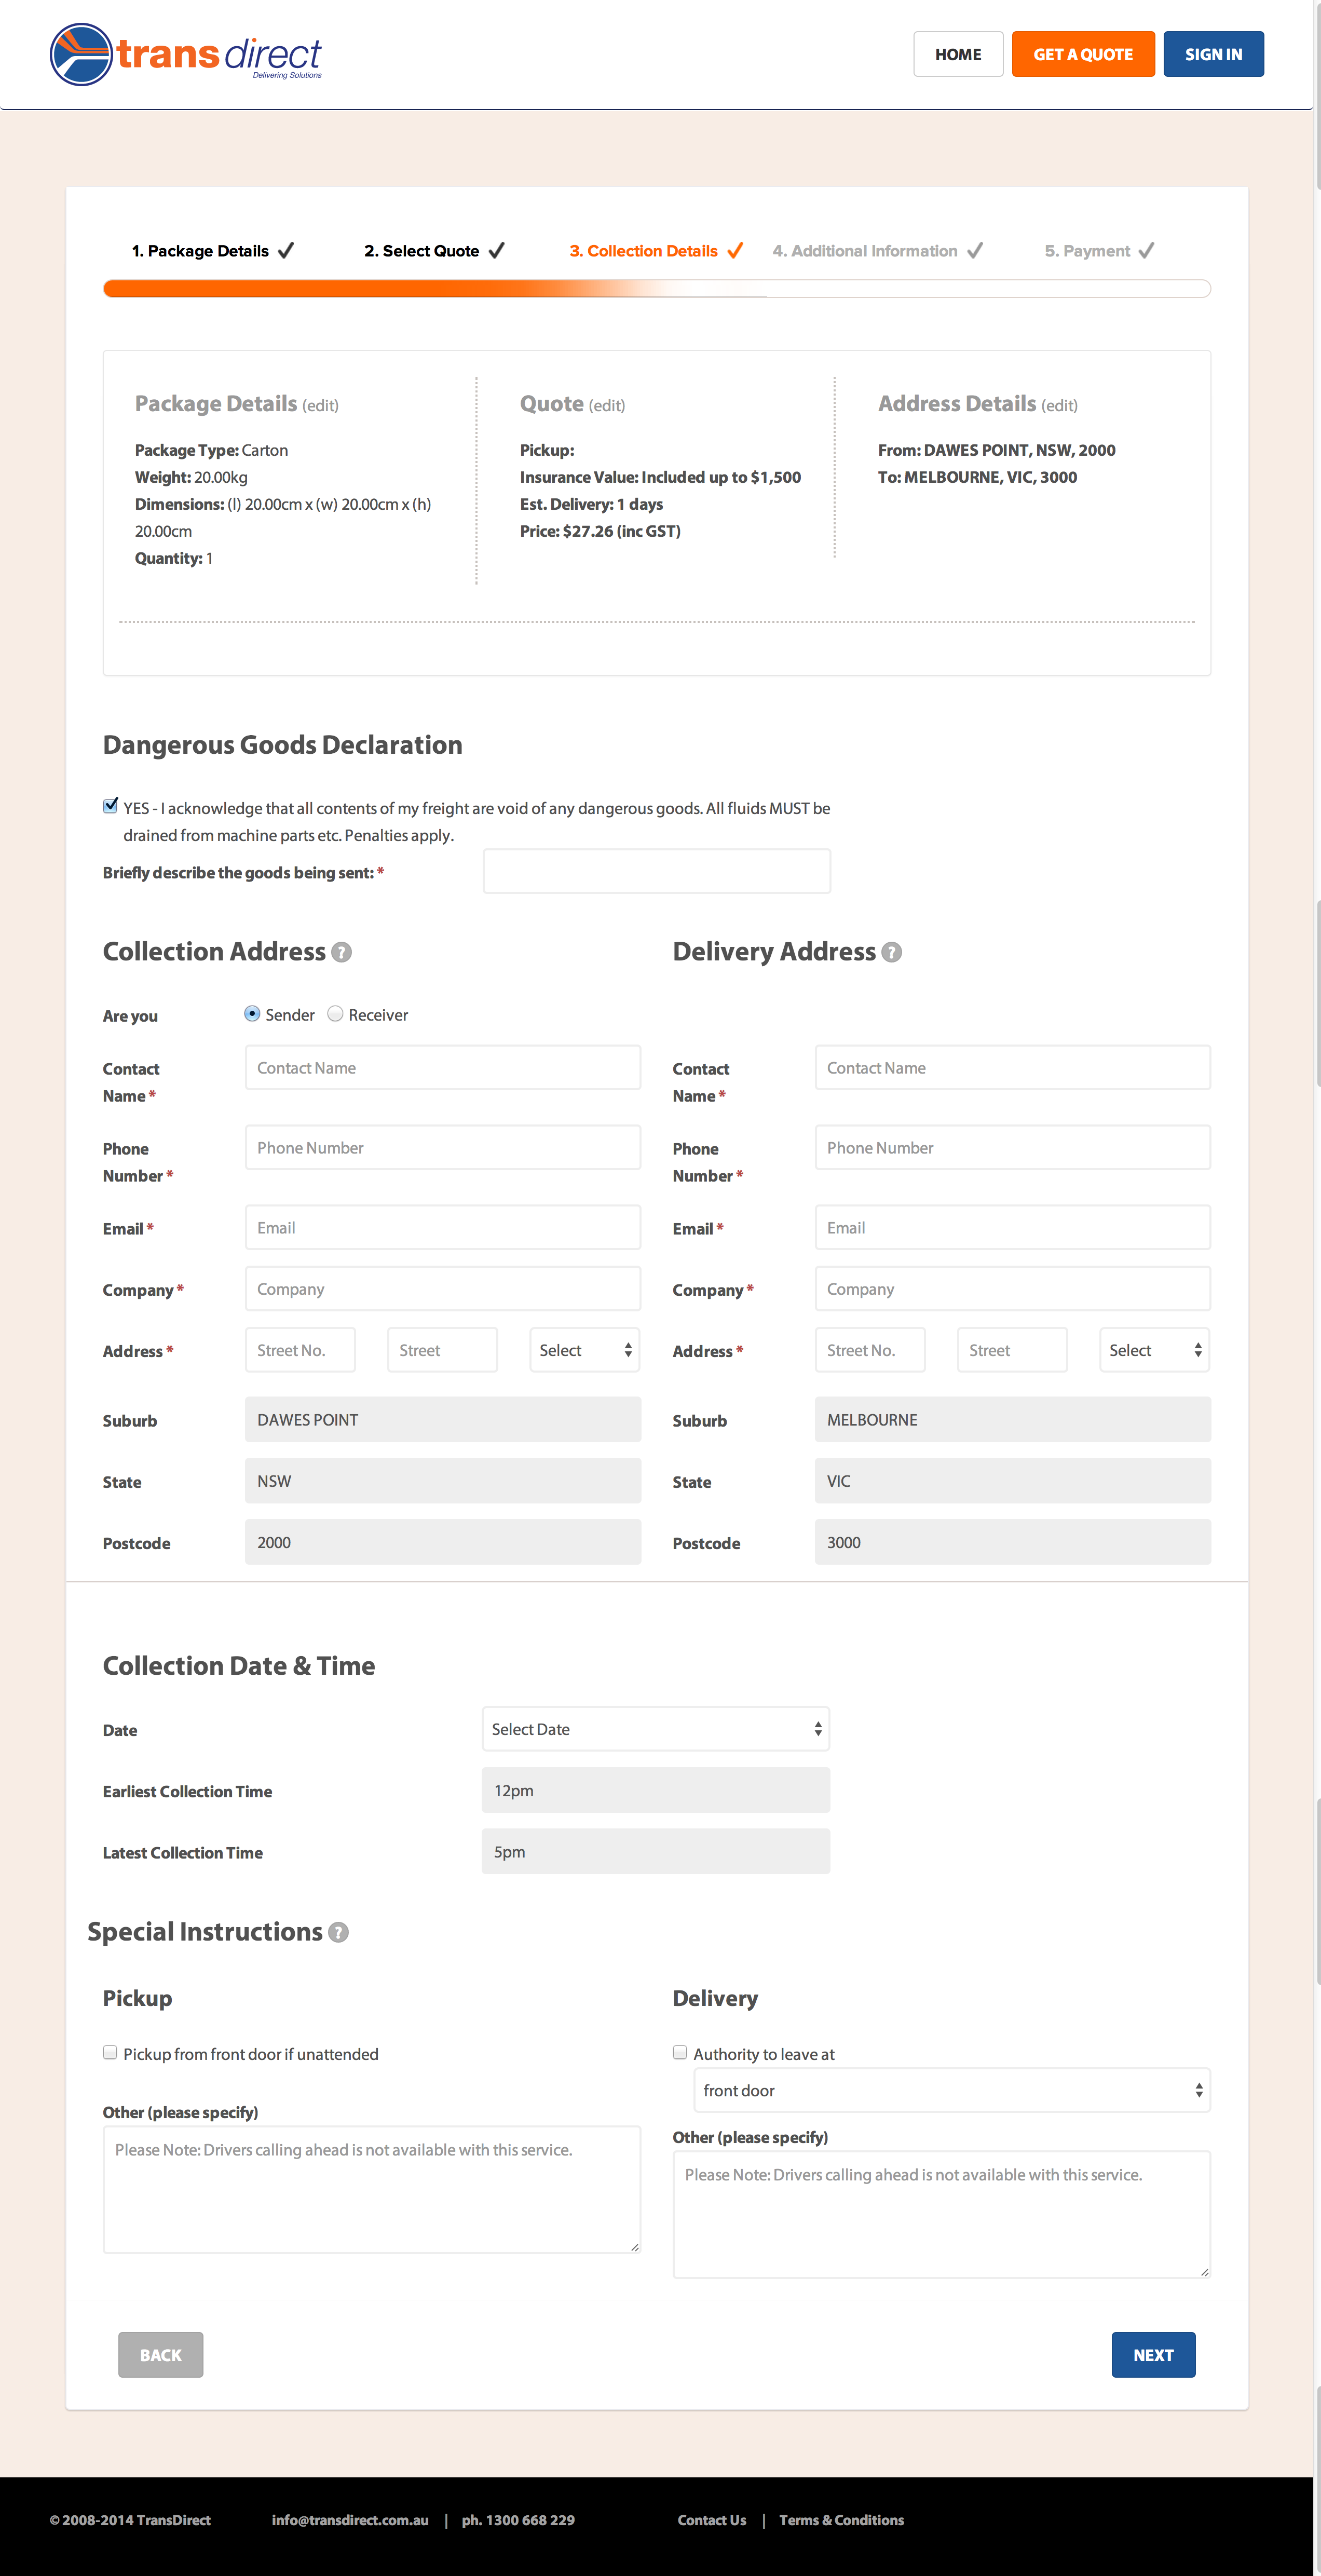 trans direct
Delivering Solutions
HOME
GET A QUOTE
SIGN IN
1. Package Details
2. Select Quote
3. Collection Details
4. Additional Information
5. Payment
Package Details (edit)
Package Type: Carton
Weight: 20.00kg
Dimensions: (l) 20.00cm x (w) 20.00cm x (h)
20.00cm
Quantity: 1
Quote (edit)
Pickup:
Insurance Value: Included up to $1,500
Est. Delivery: 1 days
Price: $27.26 (inc GST)
Address Details (edit)
From: DAWES POINT, NSW, 2000
To: MELBOURNE, VIC, 3000
Dangerous Goods Declaration
YES - I acknowledge that all contents of my freight are void of any dangerous goods. All fluids MUST be
drained from machine parts etc. Penalties apply.
Briefly describe the goods being sent: *
Collection Address ?
Are you
Sender
Receiver
Contact
Name *
Contact Name
Phone
Number *
Phone Number
Email *
Email
Company *
Company
Address *
Street No.
Street
Select
Suburb
DAWES POINT
State
NSW
Postcode
2000
Delivery Address ?
Contact
Name *
Contact Name
Phone
Number *
Phone Number
Email *
Email
Company *
Company
Address *
Street No.
Street
Select
Suburb
MELBOURNE
State
VIC
Postcode
3000
Collection Date & Time
Date
Select Date
Earliest Collection Time
12pm
Latest Collection Time
5pm
Special Instructions ?
Pickup
Pickup from front door if unattended
Other (please specify)
Please Note: Drivers calling ahead is not available with this service.
Delivery
Authority to leave at
front door
Other (please specify)
Please Note: Drivers calling ahead is not available with this service.
BACK
NEXT
© 2008-2014 TransDirect
info@transdirect.com.au | ph. 1300 668 229
Contact Us | Terms & Conditions